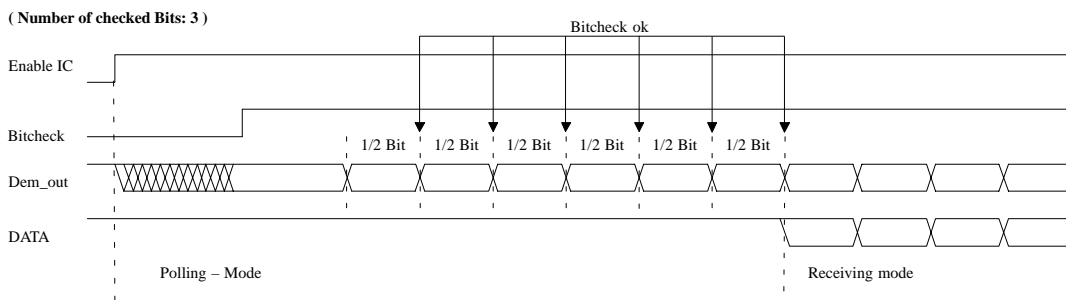 ( Number of checked Bits: 3 )
Bitcheck ok
Enable IC
Bitcheck
1/2 Bit 1/2 Bit 1/2 Bit 1/2 Bit 1/2 Bit 1/2 Bit
Dem_out
DATA
Polling – Mode Receiving mode